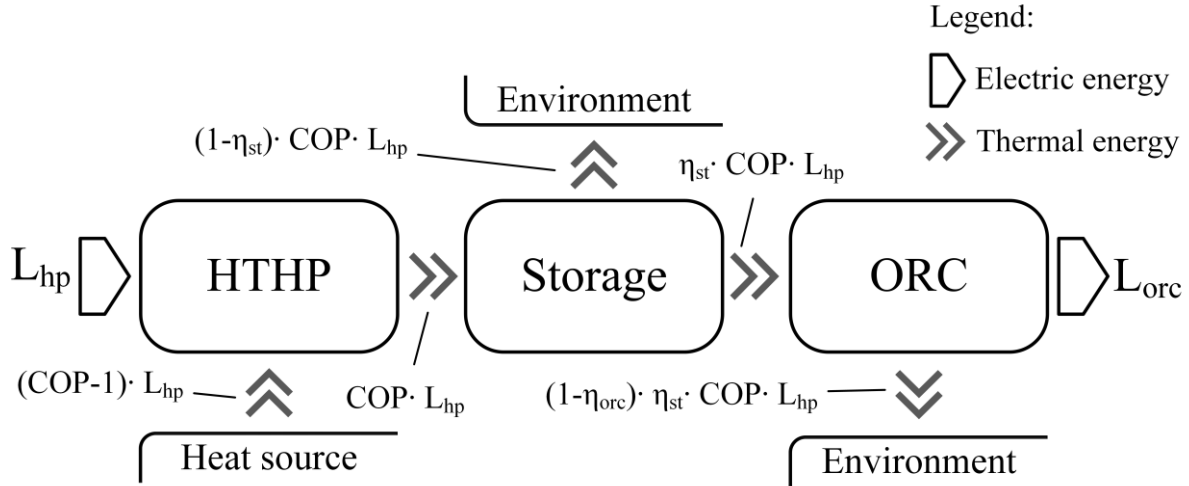 Legend:
Electric energy
Thermal energy
Environment
(1-ηst)· COP· Lhp
ηst· COP· Lhp
Lhp
HTHP
Storage
ORC
Lorc
(COP-1)· Lhp
COP· Lhp
(1-ηorc)· ηst· COP· Lhp
Heat source
Environment